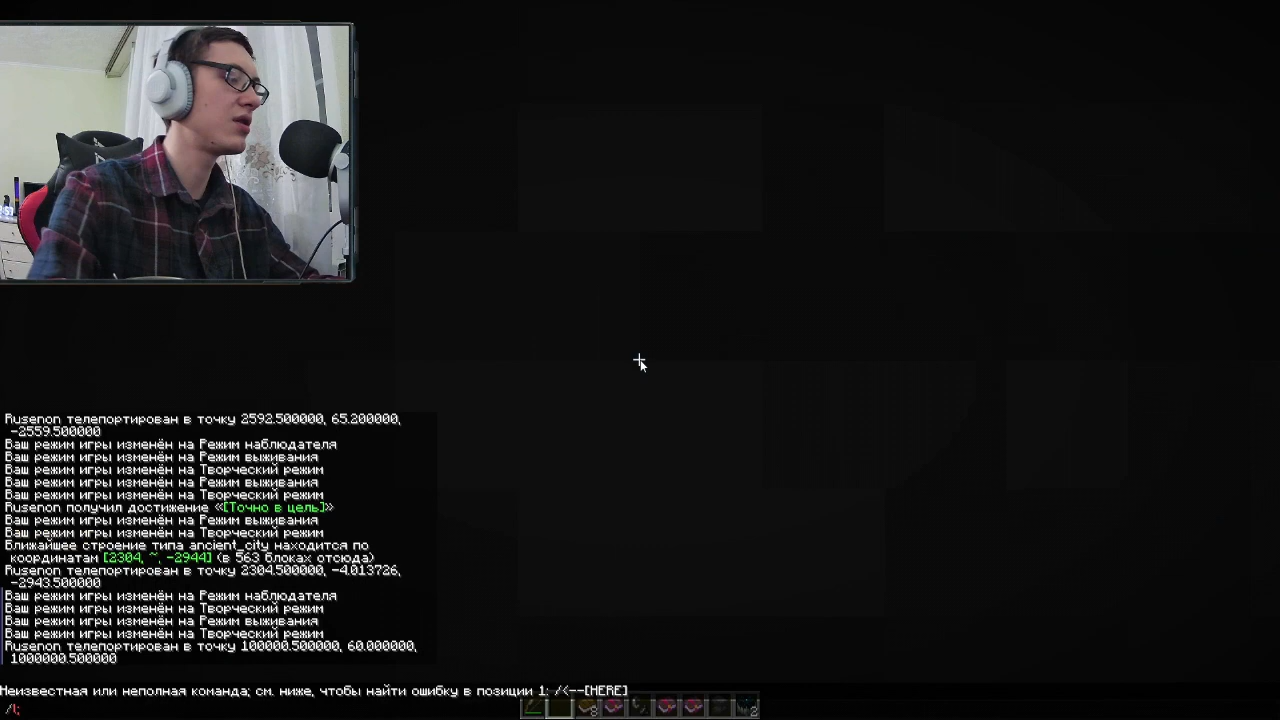 Rusenon телепортирован в точку 2592.500000, 65.200000,
-2559.500000
Ваш режим игры изменён на Режим наблюдателя
Ваш режим игры изменён на Режим выживания
Ваш режим игры изменён на Творческий режим
Ваш режим игры изменён на Режим выживания
Ваш режим игры изменён на Творческий режим
Rusenon получил достижение «[Точно в цель]»
Ваш режим игры изменён на Режим выживания
Ваш режим игры изменён на Творческий режим
Ближайшее строение типа ancient_city находится по
координатам [2304, ~, -2944] (в 563 блоках отсюда)
Rusenon телепортирован в точку 2304.500000, -4.013726,
-2943.500000
Ваш режим игры изменён на Режим наблюдателя
Ваш режим игры изменён на Творческий режим
Ваш режим игры изменён на Режим выживания
Ваш режим игры изменён на Творческий режим
Rusenon телепортирован в точку 100000.500000, 60.000000,
1000000.500000
Неизвестная или неполная команда; см. ниже, чтобы найти ошибку в позиции 1: /<--[HERE]
8
2